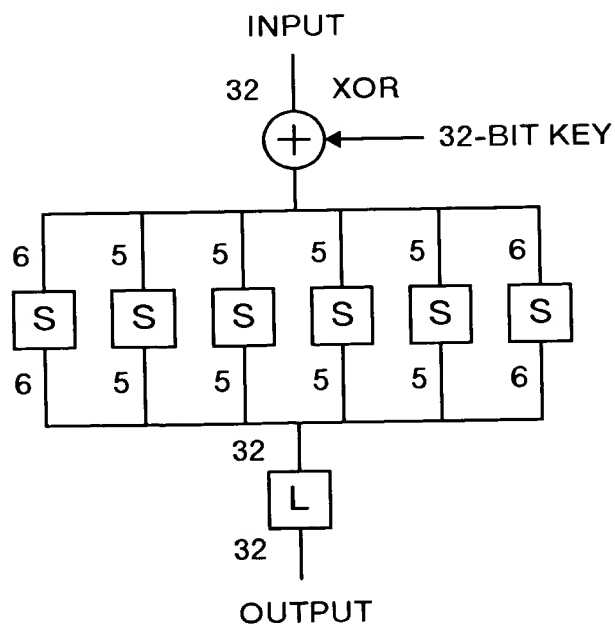 INPUT
32 XOR
+ 32-BIT KEY
6 5 5 5 5 6
S S S S S S
6 5 5 5 5 6
32
L
32
OUTPUT